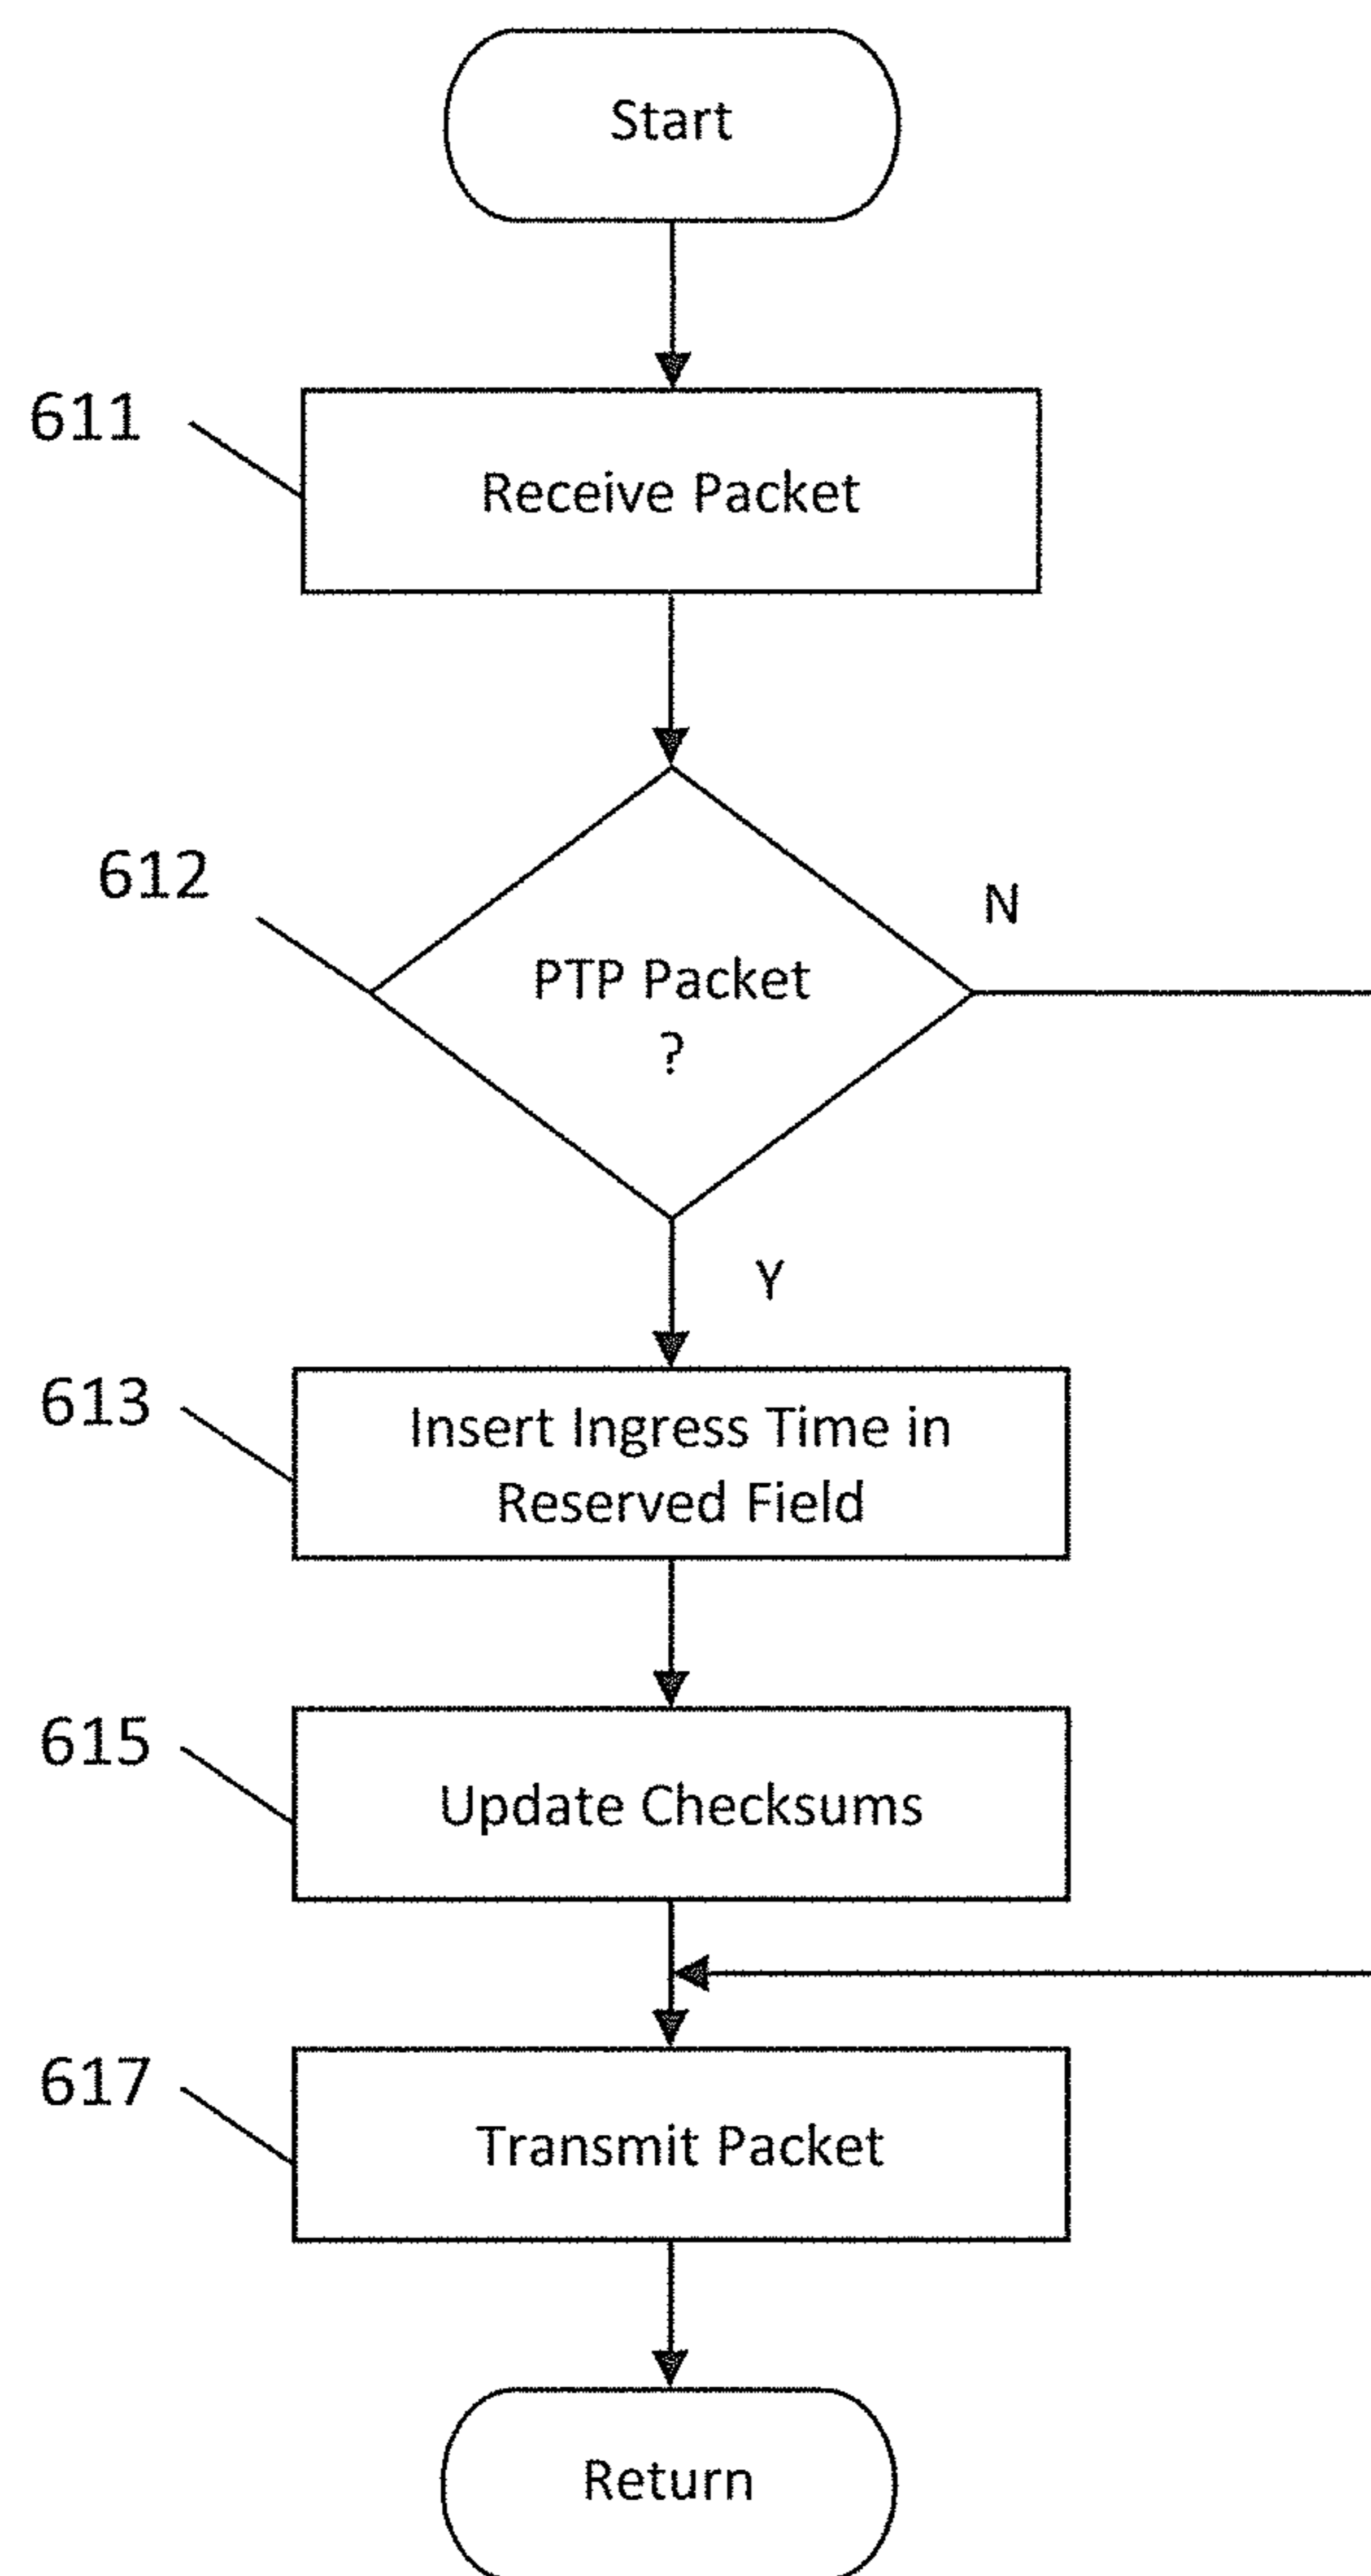 Start
611
Receive Packet
612
N
PTP Packet
?
Y
613
Insert Ingress Time in
Reserved Field
615
Update Checksums
617
Transmit Packet
Return